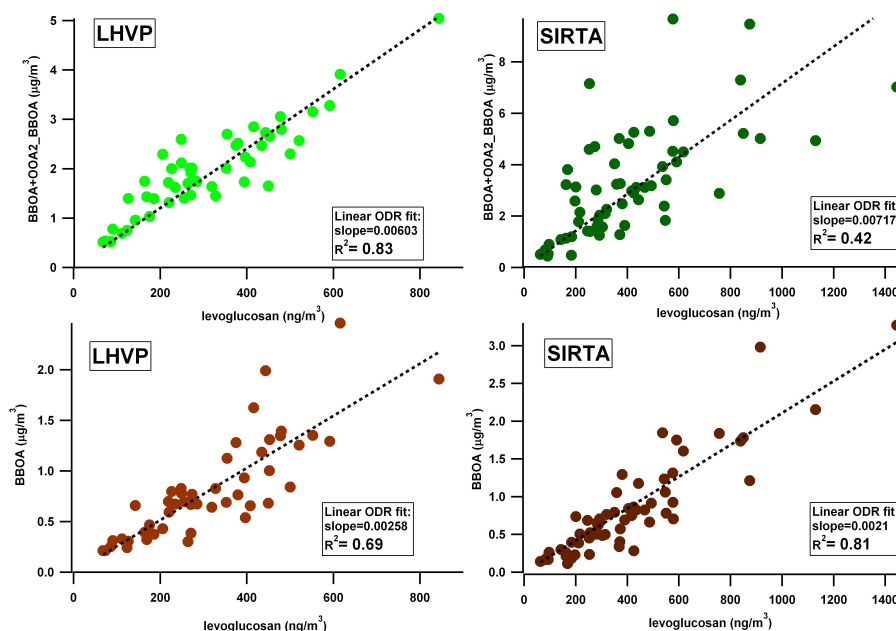 LHVP
BBOA+OOA2_BBOA (µg/m³)
5
4
3
2
1
0
Linear ODR fit:
slope=0.00603
R²= 0.83
200
400
600
800
levoglucosan (ng/m³)
SIRTA
BBOA+OOA2_BBOA (µg/m³)
8
6
4
2
0
Linear ODR fit:
slope=0.00717
R²= 0.42
0
200
400
600
800
1000
1200
1400
levoglucosan (ng/m³)
LHVP
BBOA (µg/m³)
2.0
1.5
1.0
0.5
0.0
Linear ODR fit:
slope=0.00258
R²= 0.69
0
200
400
600
800
levoglucosan (ng/m³)
SIRTA
BBOA (µg/m³)
3.0
2.5
2.0
1.5
1.0
0.5
0.0
Linear ODR fit
slope=0.0021
R²= 0.81
0
200
400
600
800
1000
1200
1400
levoglucosan (ng/m³)